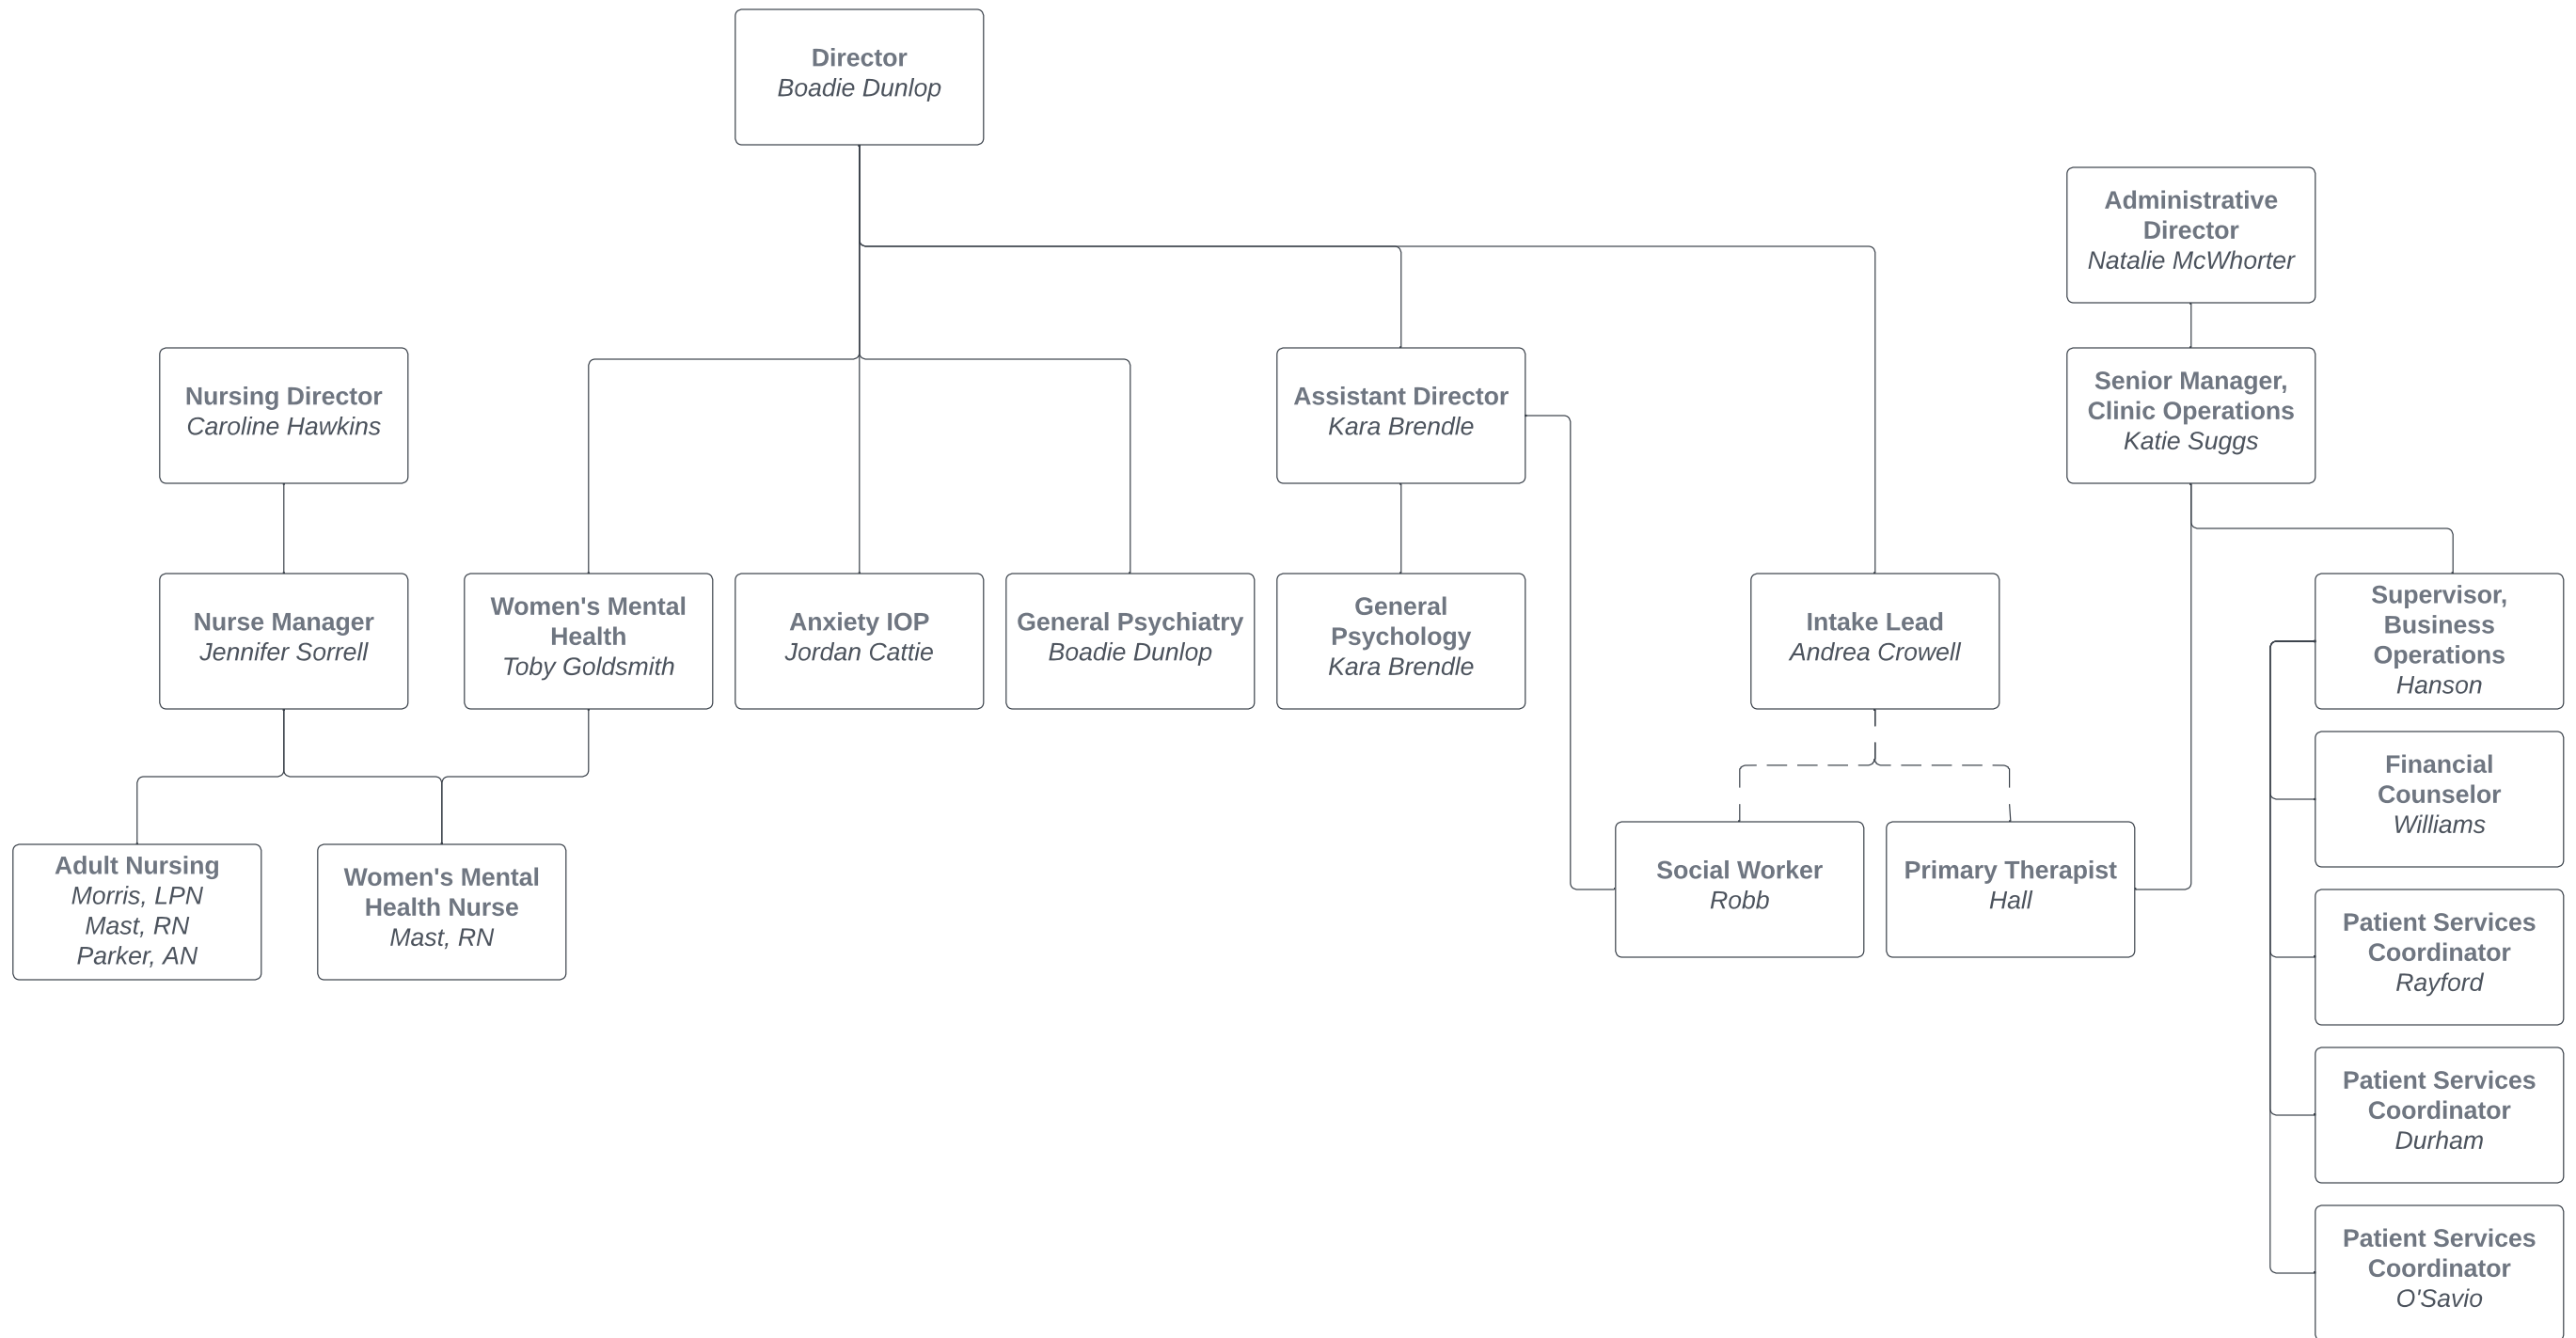 Director
Boadie Dunlop
Administrative
Director
Natalie McWhorter
Nursing Director
Caroline Hawkins
Assistant Director
Kara Brendle
Senior Manager,
Clinic Operations
Katie Suggs
Nurse Manager
Jennifer Sorrell
Women's Mental
Health
Toby Goldsmith
Anxiety IOP
Jordan Cattie
General Psychiatry
Boadie Dunlop
General
Psychology
Kara Brendle
Intake Lead
Andrea Crowell
Supervisor,
Business
Operations
Hanson
Financial
Counselor
Williams
Adult Nursing
Morris, LPN
Mast, RN
Parker, AN
Women's Mental
Health Nurse
Mast, RN
Social Worker
Robb
Primary Therapist
Hall
Patient Services
Coordinator
Rayford
Patient Services
Coordinator
Durham
Patient Services
Coordinator
O'Savio